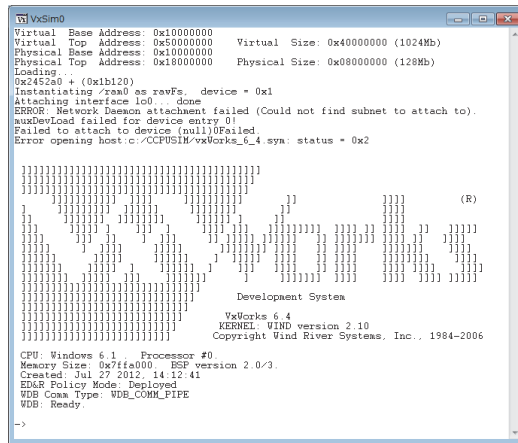 VxSim0
Virtual Base Address: 0x10000000
Virtual Top Address: 0x50000000 Virtual Size: 0x40000000 (1024Mb)
Physical Base Address: 0x10000000
Physical Top Address: 0x18000000 Physical Size: 0x08000000 (128Mb)
Loading...
0x2452a0 + (0x1b120)
Instantiating /ram0 as rawFs, device = 0x1
Attaching interface lo0... done
ERROR: Network Daemon attachment failed (Could not find subnet to attach to).
muxDevLoad failed for device entry 0!
Failed to attach to device (null)0Failed.
Error opening host:c:/CCPUSIM/vxWorks_6_4.sym: status = 0x2
(R)
VxWorks
Development System
VxWorks 6.4
KERNEL: WIND version 2.10
Copyright Wind River Systems, Inc., 1984-2006
CPU: Windows 6.1 . Processor #0.
Memory Size: 0x7ffa000. BSP version 2.0/3.
Created: Jul 27 2012, 14:12:41
ED&R Policy Mode: Deployed
WDB Comm Type: WDB_COMM_PIPE
WDB: Ready.
->